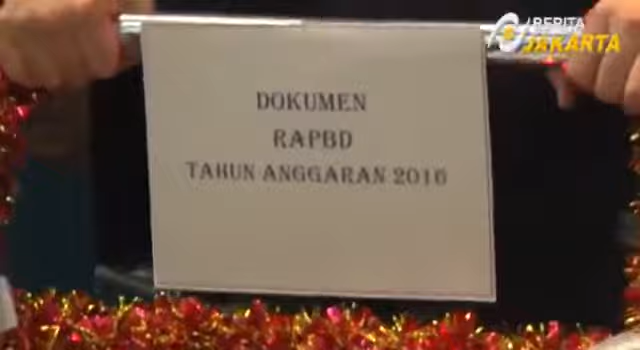 BERITA
JAKARTA
DOKUMEN
RAPBD
TAHUN ANGGARAN 2016